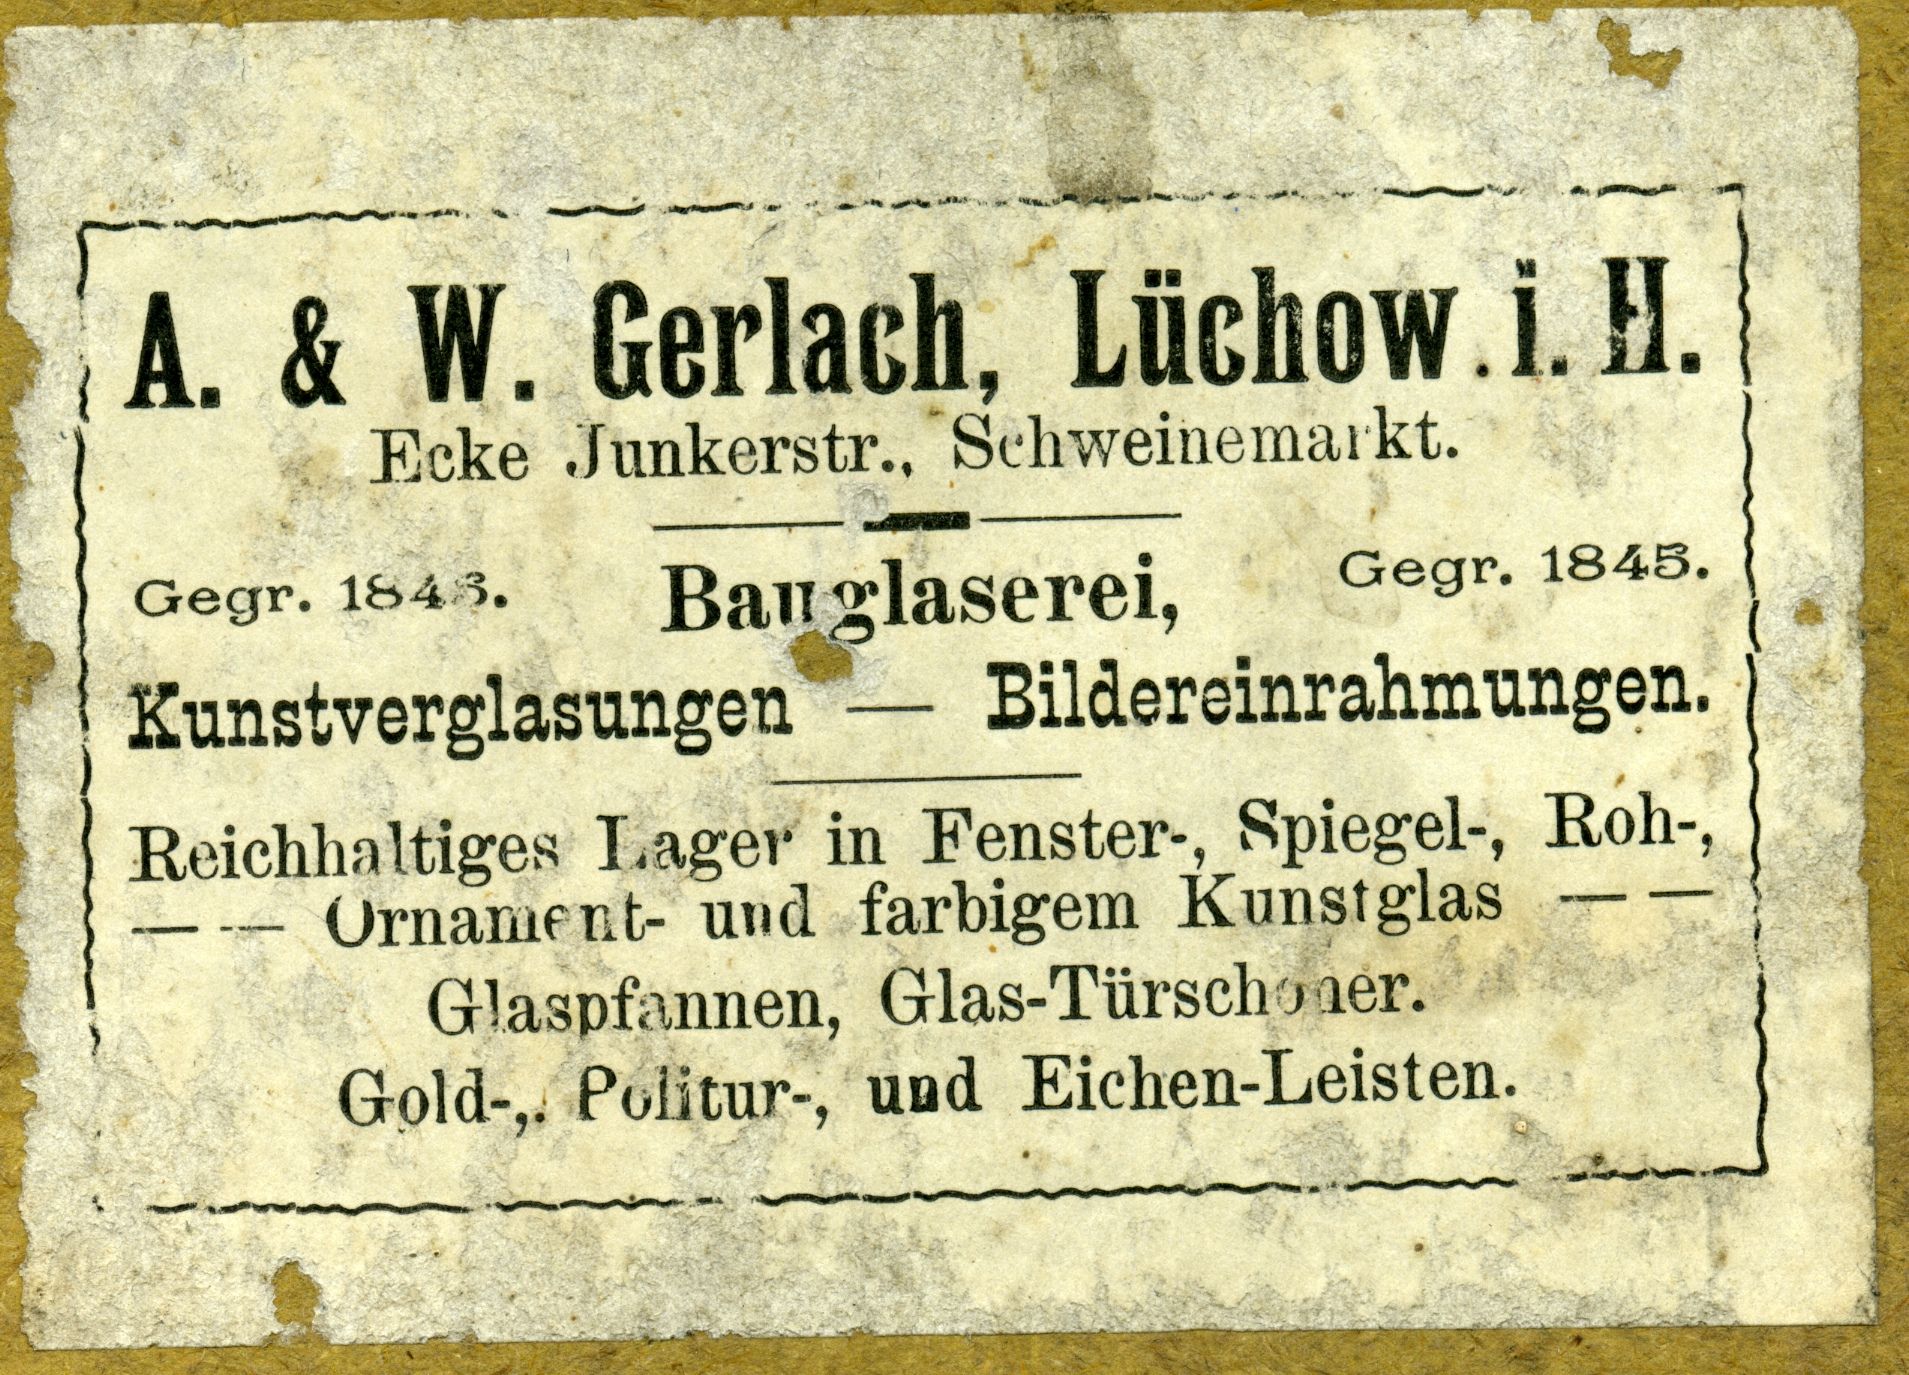 A. & W. Gerlach, Lüchow i. H.
Ecke Junkerstr., Schweinemarkt.
Gegr. 1845. Bauglaserei, Gegr. 1845.
Kunstverglasungen — Bildereinrahmungen.
Reichhaltiges Lager in Fenster-, Spiegel-, Roh-,
— — Ornament- und farbigem Kunstglas — —
Glaspfannen, Glas-Türschoner.
Gold-, Politur-, und Eichen-Leisten.